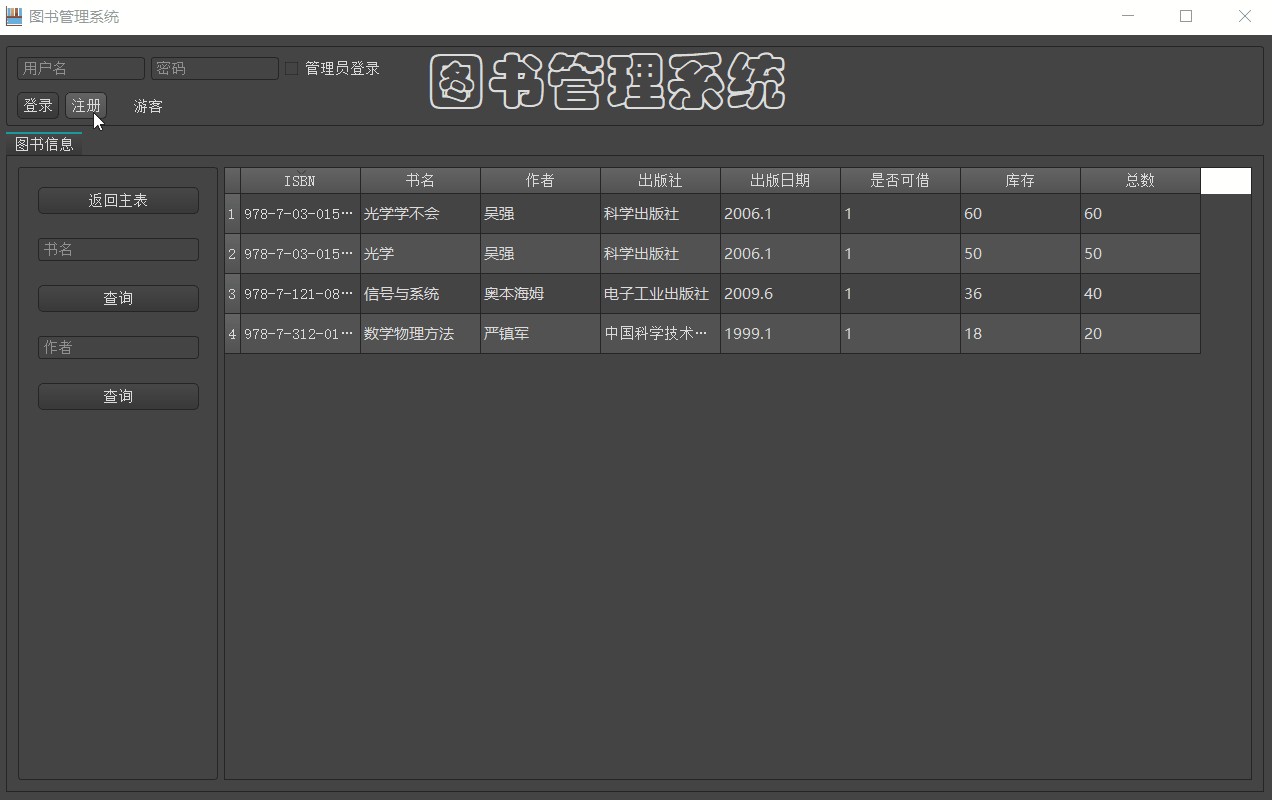 图书管理系统
用户名 密码 管理员登录 图书管理系统
登录 注册 游客
图书信息
返回主表
书名
查询
作者
查询
ISBN 书名 作者 出版社 出版日期 是否可借 库存 总数
1 978-7-03-015… 光学学不会 吴强 科学出版社 2006.1 1 60 60
2 978-7-03-015… 光学 吴强 科学出版社 2006.1 1 50 50
3 978-7-121-08… 信号与系统 奥本海姆 电子工业出版社 2009.6 1 36 40
4 978-7-312-01… 数学物理方法 严镇军 中国科学技术… 1999.1 1 18 20